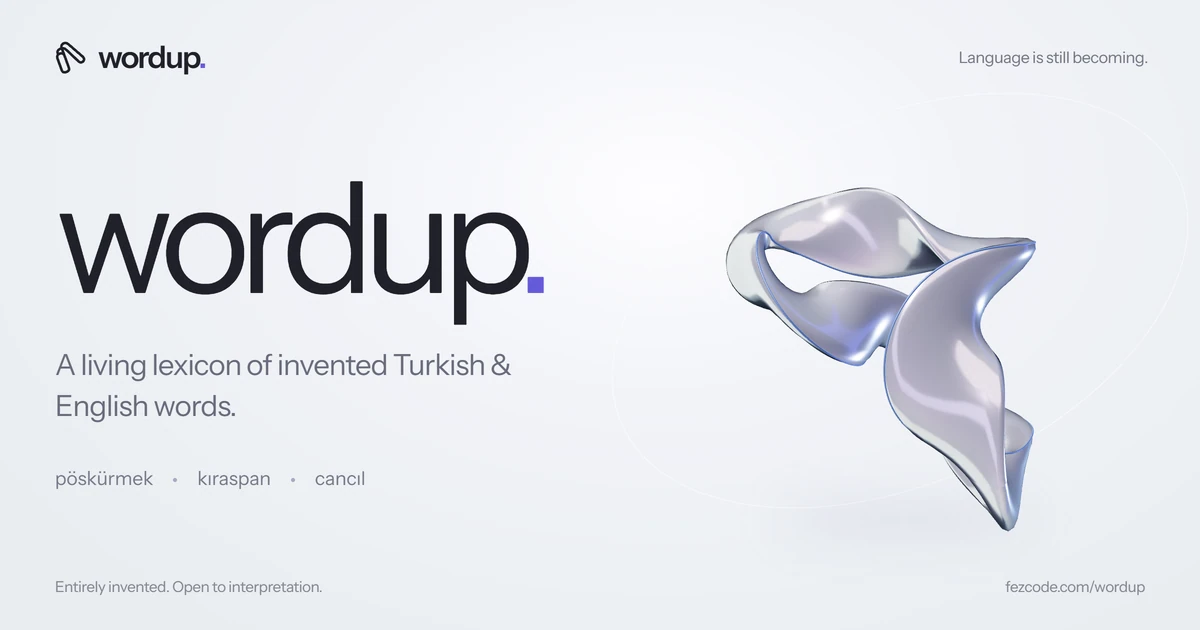 wordup.
Language is still becoming.
wordup.
A living lexicon of invented Turkish &
English words.
pöskürmek • kıraspan • cancıl
Entirely invented. Open to interpretation.
fezcode.com/wordup